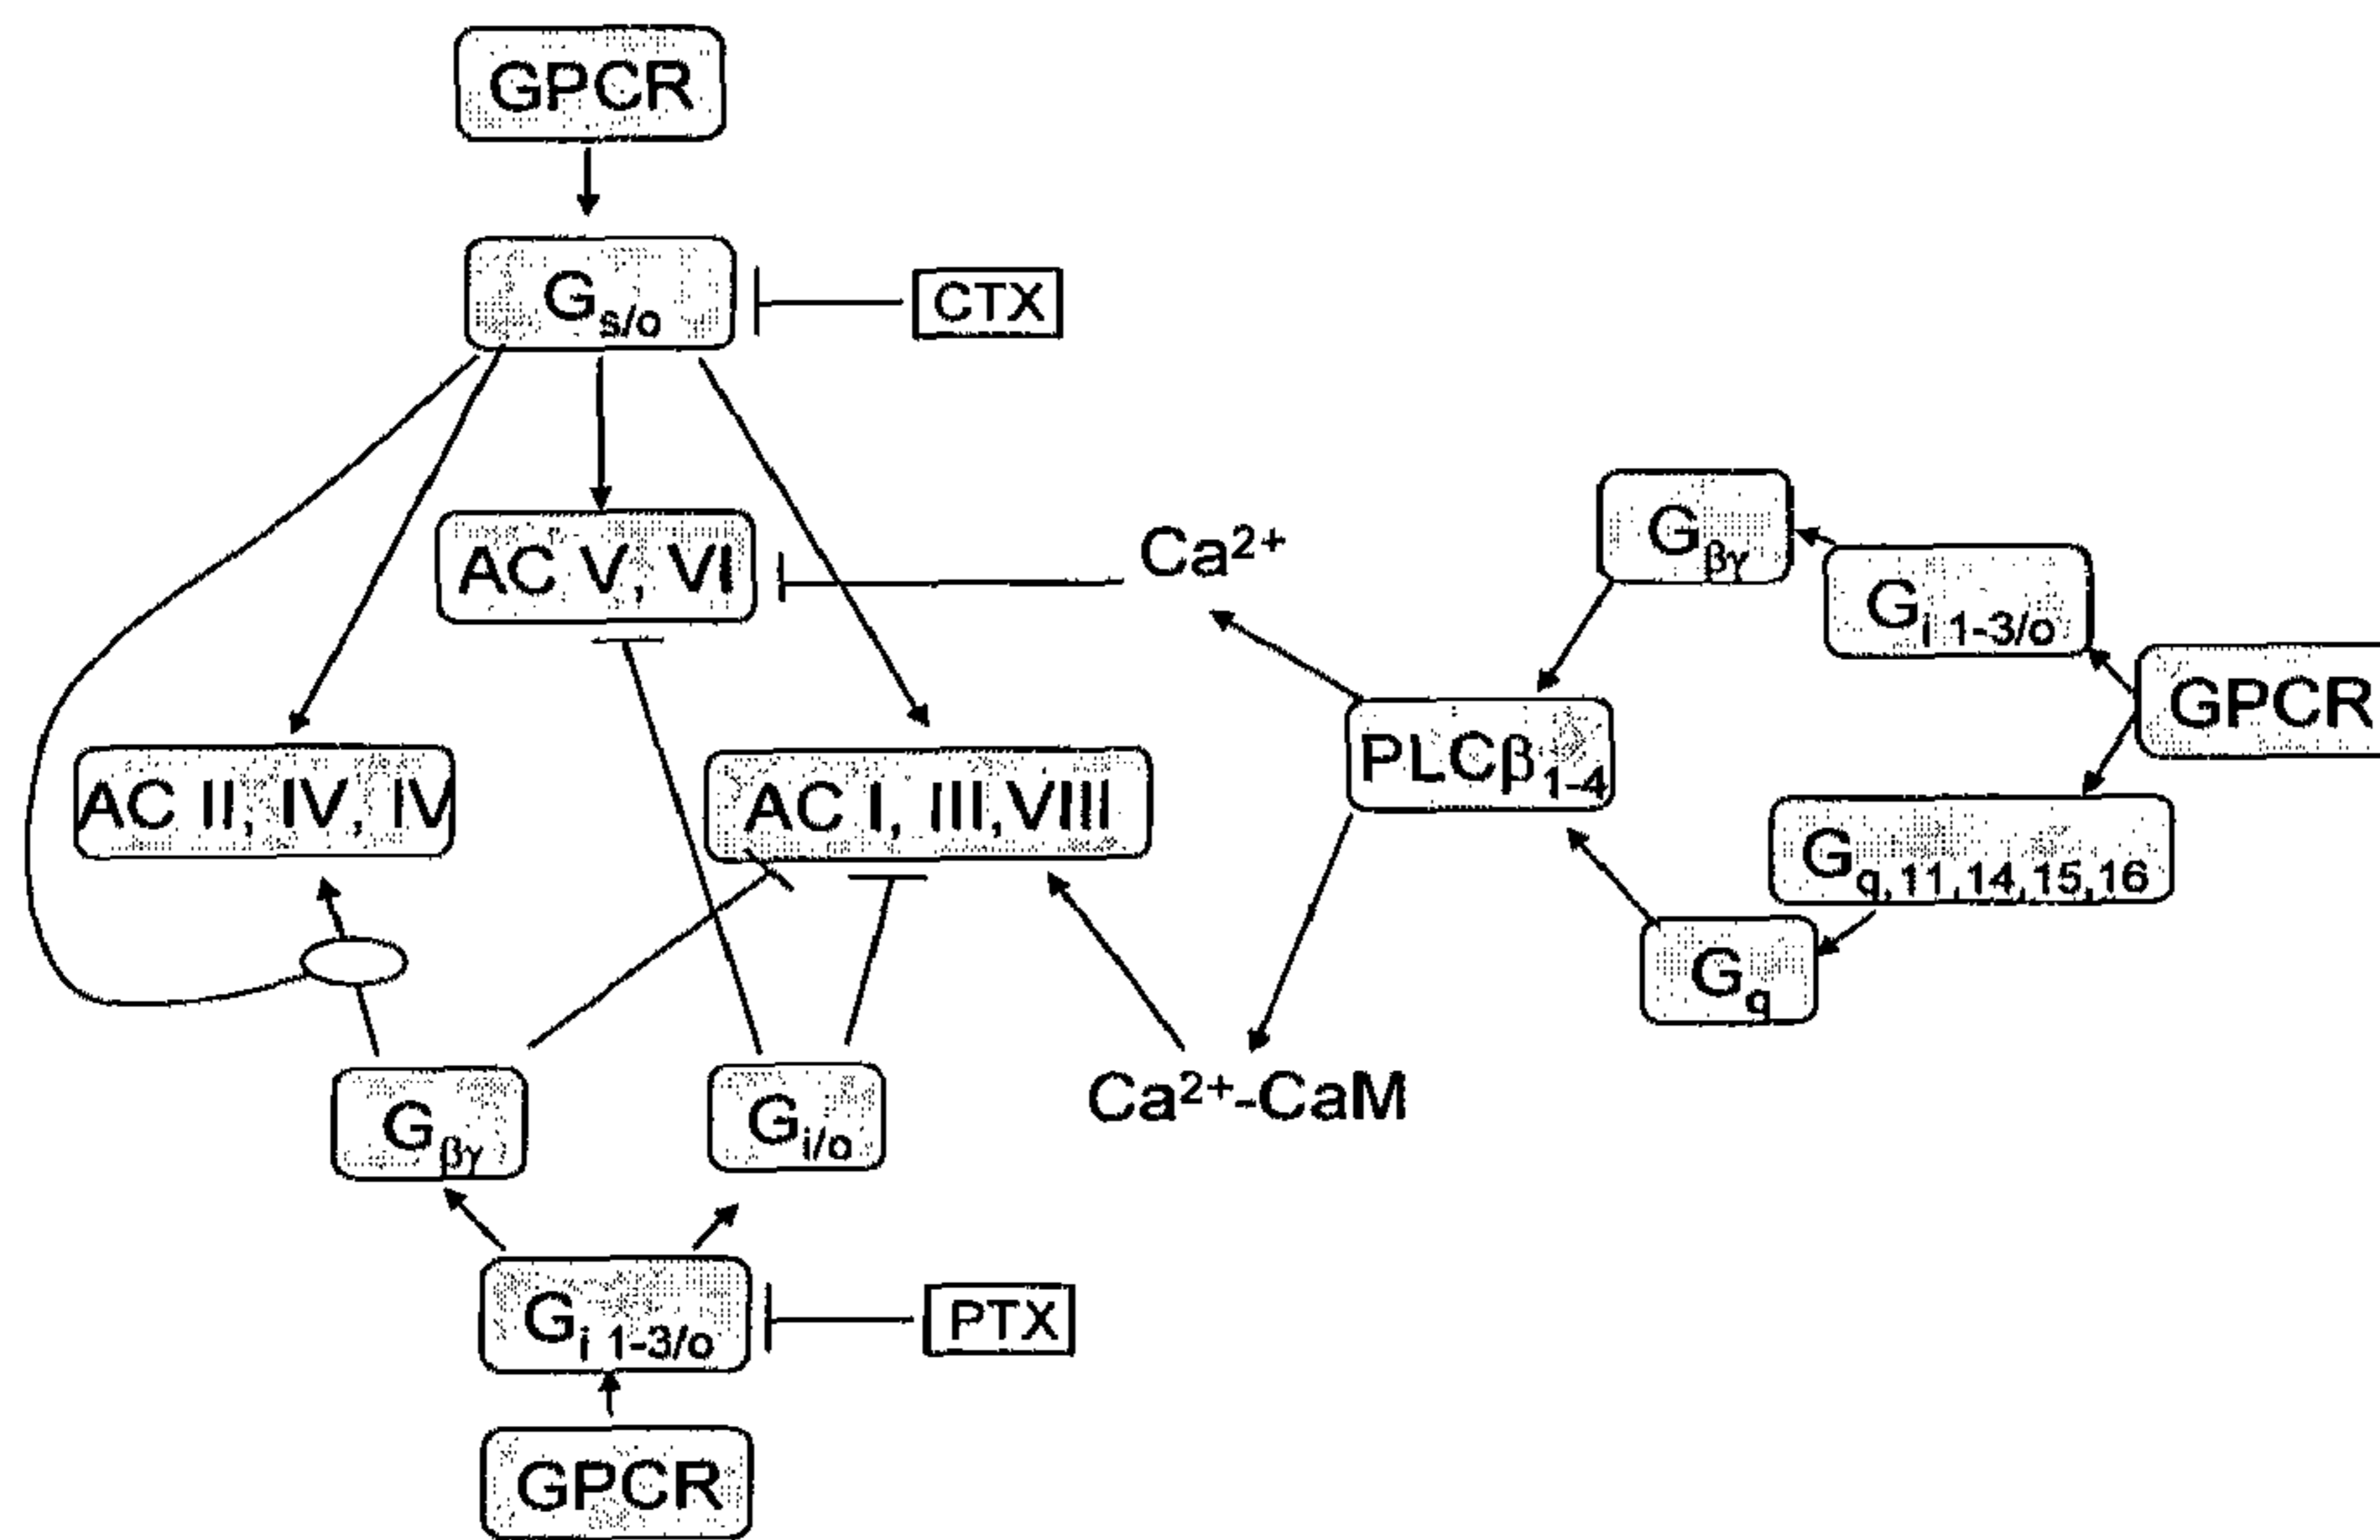 GPCR
Gs/o
CTX
AC V, VI
Ca²⁺
Gβγ
Gi 1-3/o
GPCR
PLCβ1-4
AC II, IV, IV
AC I, III,VIII
Gq,11,14,15,16
Gq
Gβγ
Gi/o
Ca²⁺-CaM
Gi 1-3/o
PTX
GPCR